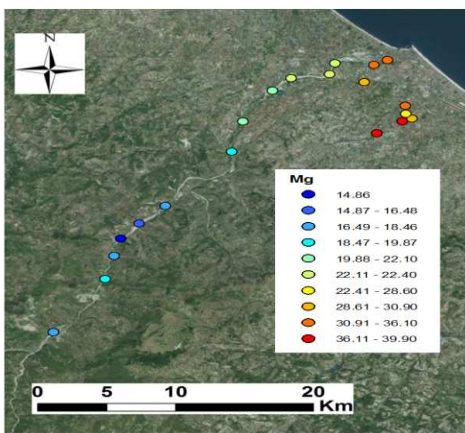 N
Mg
14.86
14.87 - 16.48
16.49 - 18.46
18.47 - 19.87
19.88 - 22.10
22.11 - 22.40
22.41 - 28.60
28.61 - 30.90
30.91 - 36.10
36.11 - 39.90
0 5 10 20
Km